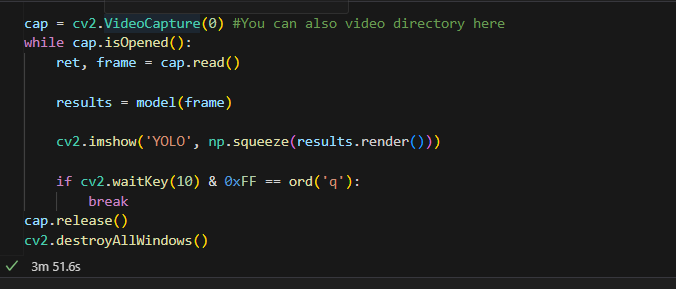 cap = cv2.VideoCapture(0) #You can also video directory here
while cap.isOpened():
    ret, frame = cap.read()
    results = model(frame)
    cv2.imshow('YOLO', np.squeeze(results.render()))
    if cv2.waitKey(10) & 0xFF == ord('q'):
        break
cap.release()
cv2.destroyAllWindows()
3m 51.6s